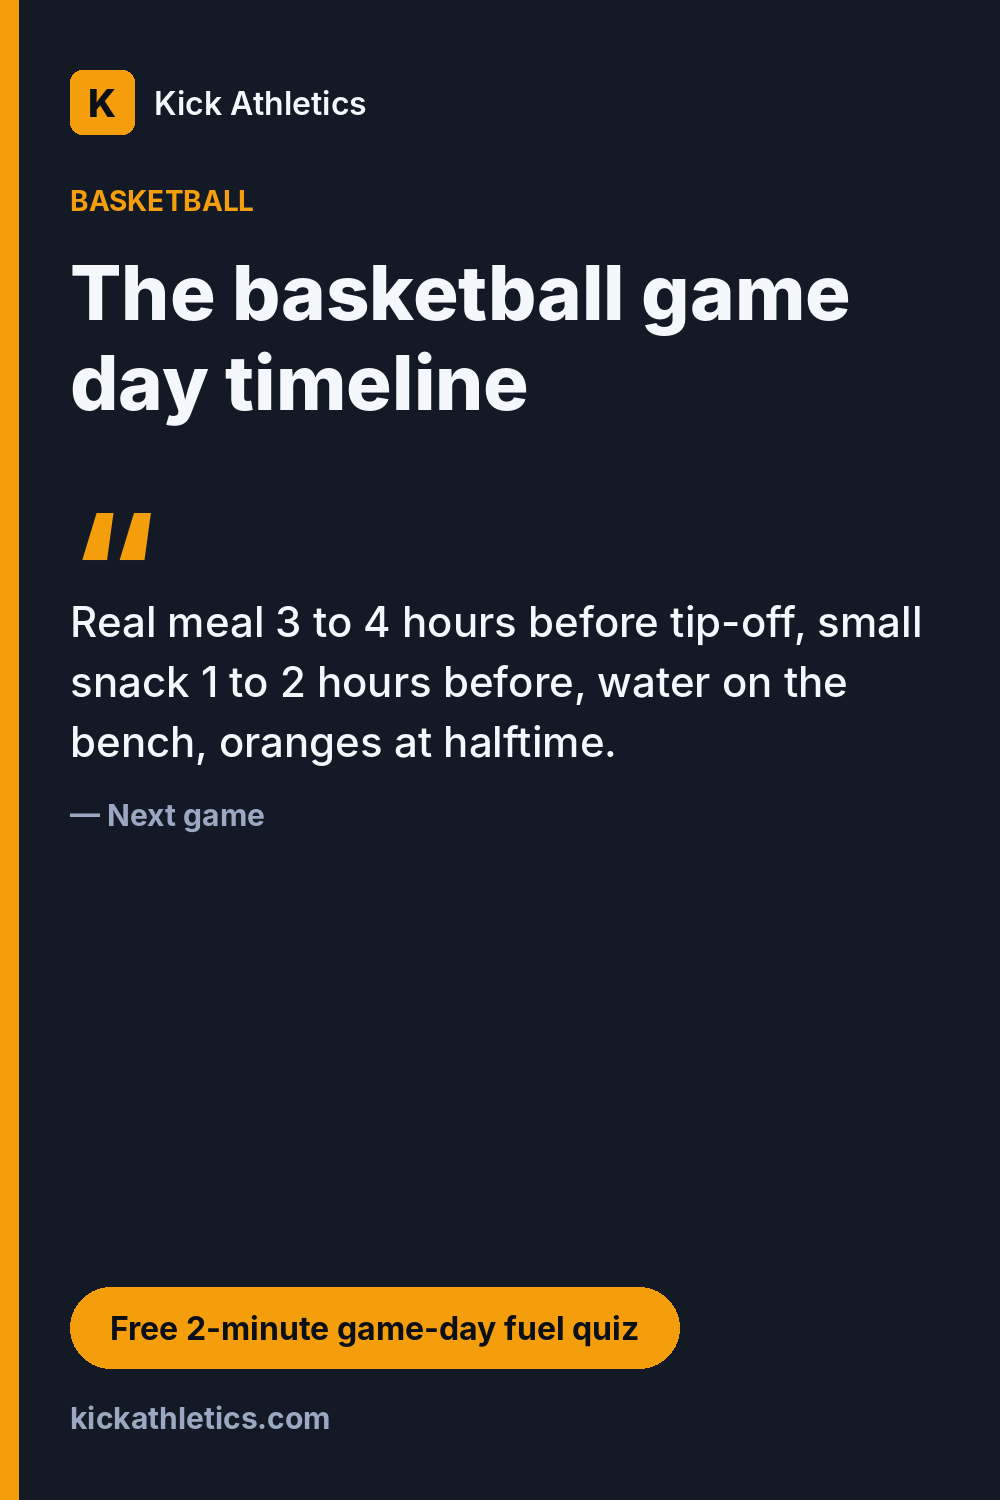 K
Kick Athletics
BASKETBALL
The basketball game
day timeline
“
Real meal 3 to 4 hours before tip-off, small
snack 1 to 2 hours before, water on the
bench, oranges at halftime.
— Next game
Free 2-minute game-day fuel quiz
kickathletics.com